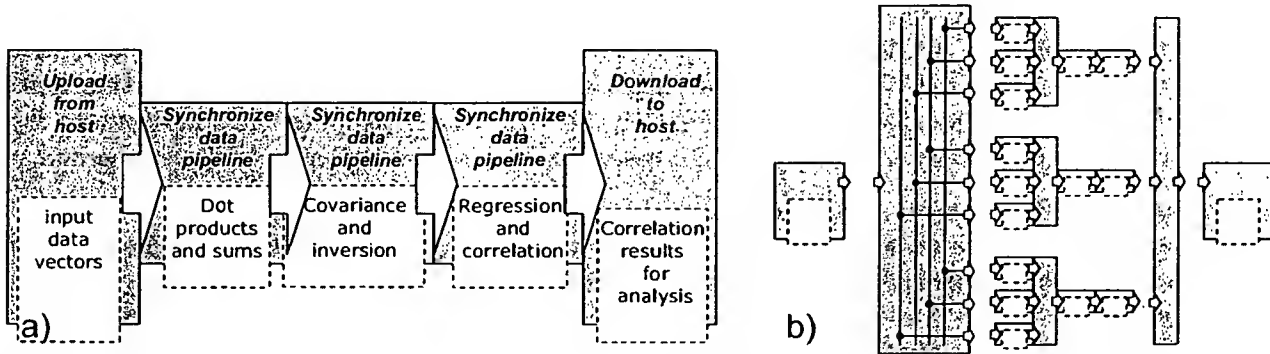 Upload
from
host
input
data
vectors
a)
Synchronize
data
pipeline
Dot
products
and sums
Synchronize
data
pipeline
Covariance
and
inversion
Synchronize
data
pipeline
Regression
and
correlation
Download
to
host
Correlation
results
for
analysis
b)